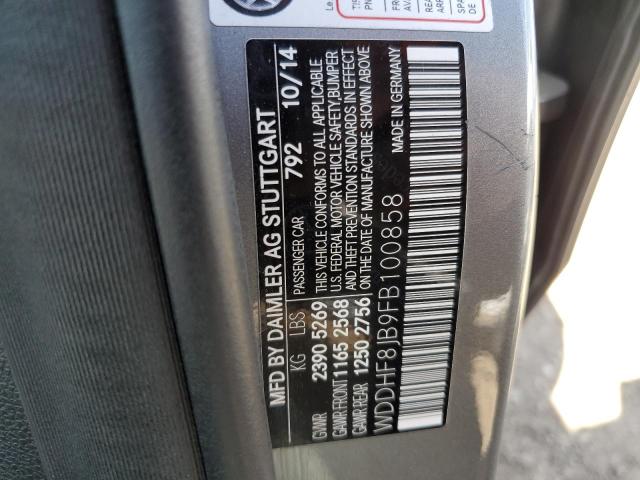 MFD BY DAIMLER AG STUTTGART
792 10/14
KG LBS PASSENGER CAR
GVWR 2390 5269 THIS VEHICLE CONFORMS TO ALL APPLICABLE
GAWR FRONT 1165 2568 U.S. FEDERAL MOTOR VEHICLE SAFETY,BUMPER
GAWR REAR 1250 2756 AND THEFT PREVENTION STANDARDS IN EFFECT
ON THE DATE OF MANUFACTURE SHOWN ABOVE
MADE IN GERMANY
WDDHF8JB9FB100858